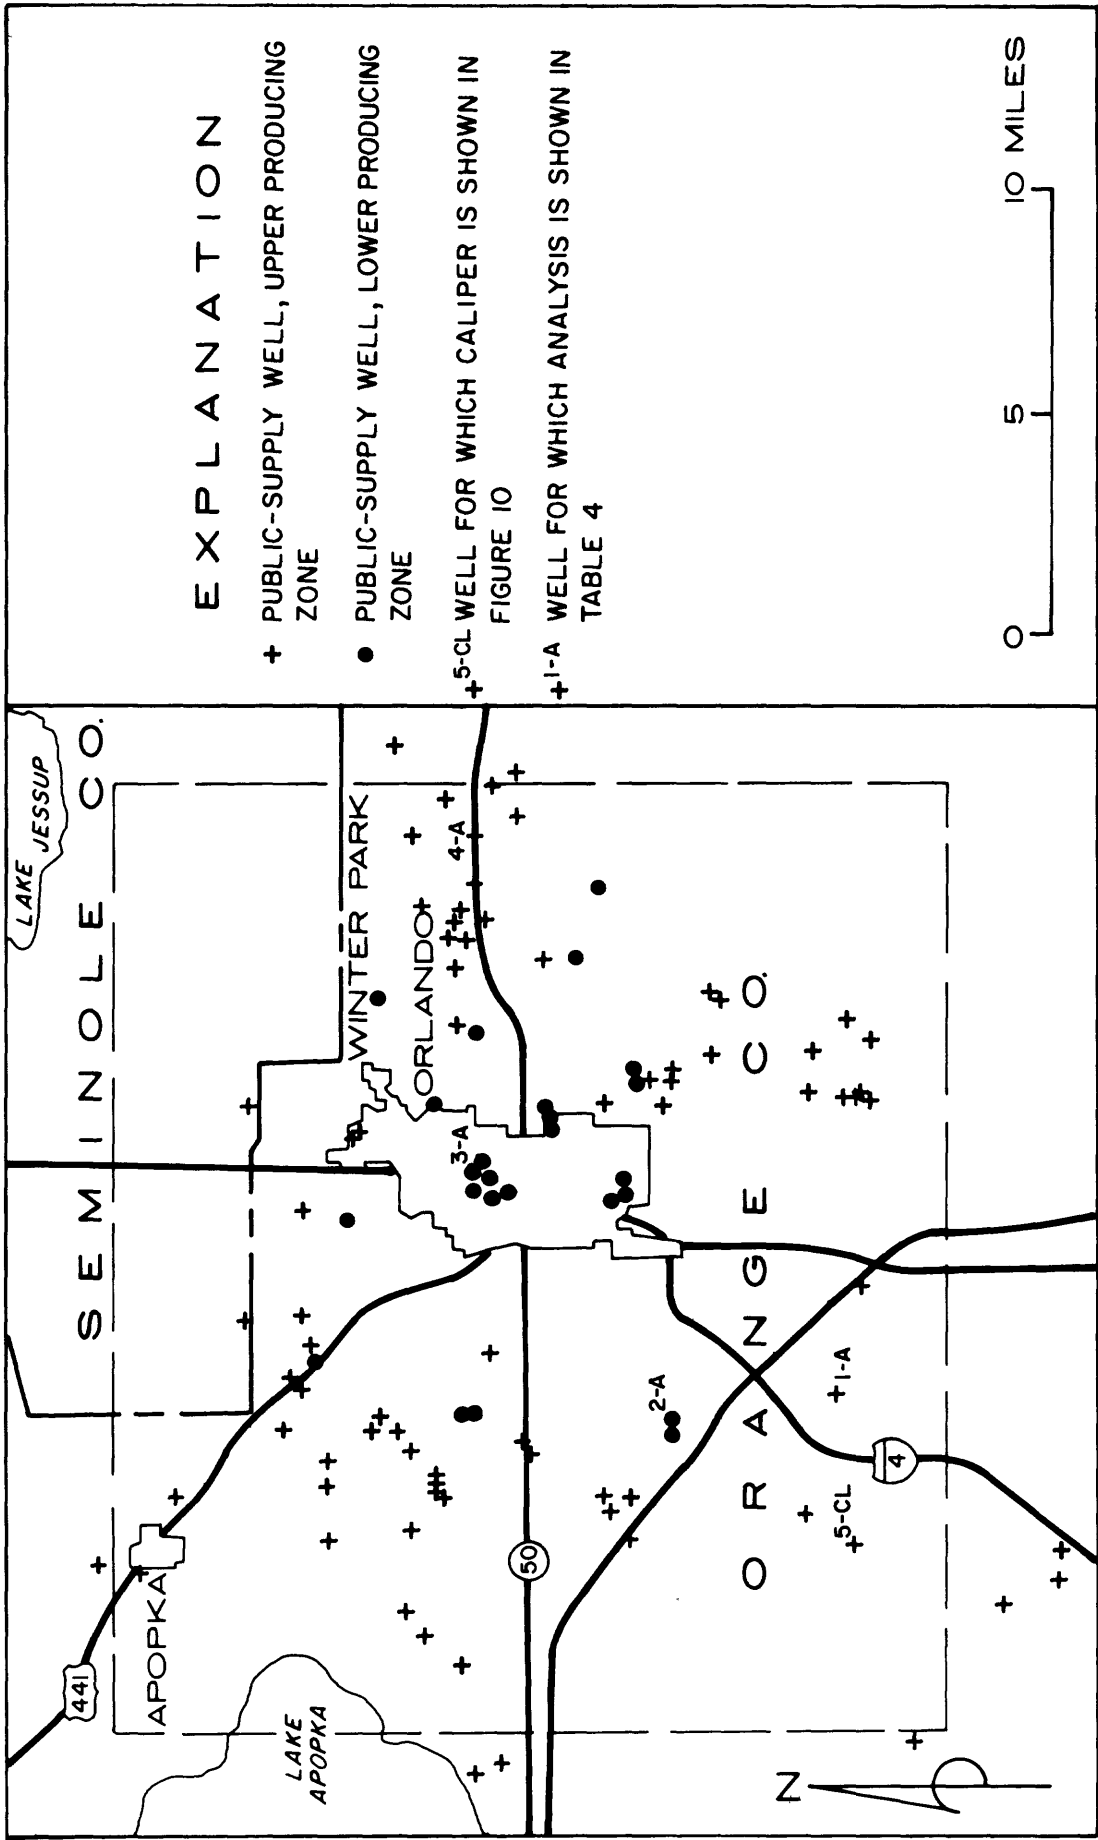 LAKE JESSUP
SEMINOLE CO.
WINTER PARK
ORLANDO
4-A
3-A
441
APOPKA
LAKE
APOPKA
50
2-A
ORANGE CO.
1-A
4
5-CL
N
EXPLANATION
+ PUBLIC-SUPPLY WELL, UPPER PRODUCING
ZONE
● PUBLIC-SUPPLY WELL, LOWER PRODUCING
ZONE
+5-CL WELL FOR WHICH CALIPER IS SHOWN IN
FIGURE 10
+1-A WELL FOR WHICH ANALYSIS IS SHOWN IN
TABLE 4
0 5 10 MILES